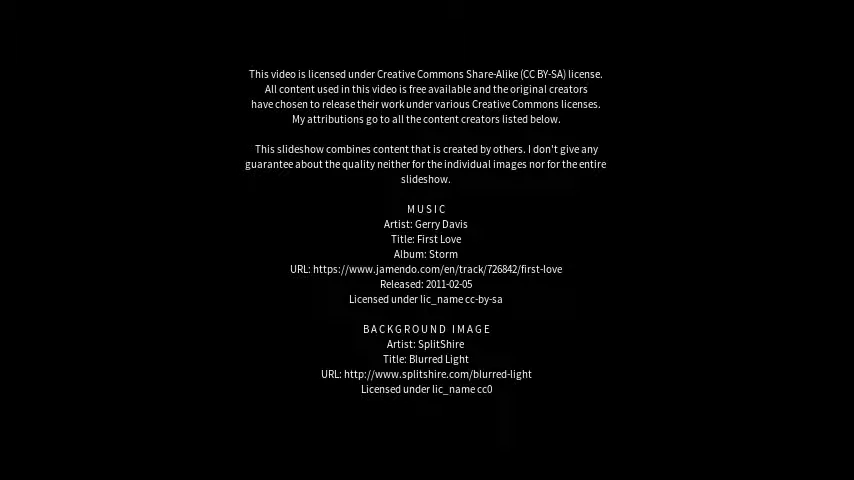 This video is licensed under Creative Commons Share-Alike (CC BY-SA) license.
All content used in this video is free available and the original creators
have chosen to release their work under various Creative Commons licenses.
My attributions go to all the content creators listed below.
This slideshow combines content that is created by others. I don't give any
guarantee about the quality neither for the individual images nor for the entire
slideshow.
MUSIC
Artist: Gerry Davis
Title: First Love
Album: Storm
URL: https://www.jamendo.com/en/track/726842/first-love
Released: 2011-02-05
Licensed under lic_name cc-by-sa
BACKGROUND IMAGE
Artist: SplitShire
Title: Blurred Light
URL: http://www.splitshire.com/blurred-light
Licensed under lic_name cc0